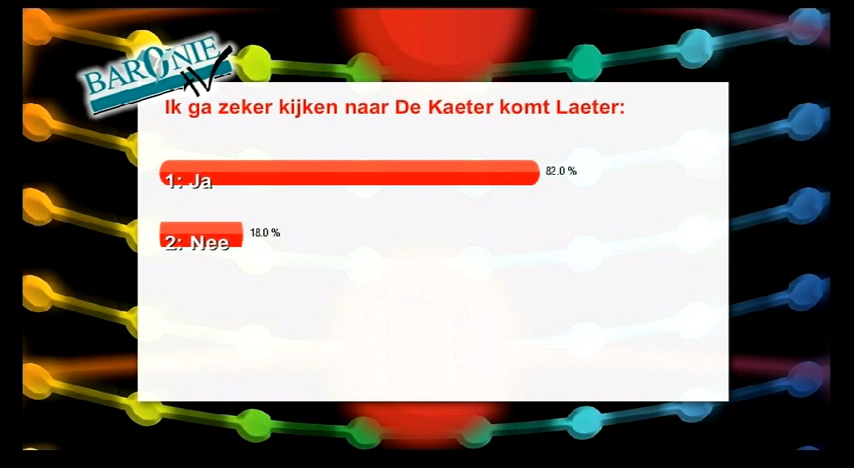 BARONIE
TV
Ik ga zeker kijken naar De Kaeter komt Laeter:
1: Ja
82.0 %
2: Nee
18.0 %